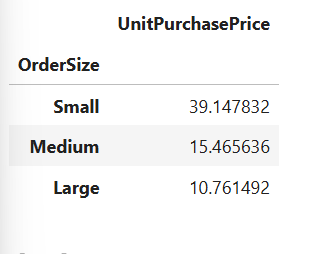 UnitPurchasePrice
OrderSize
Small 39.147832
Medium 15.465636
Large 10.761492